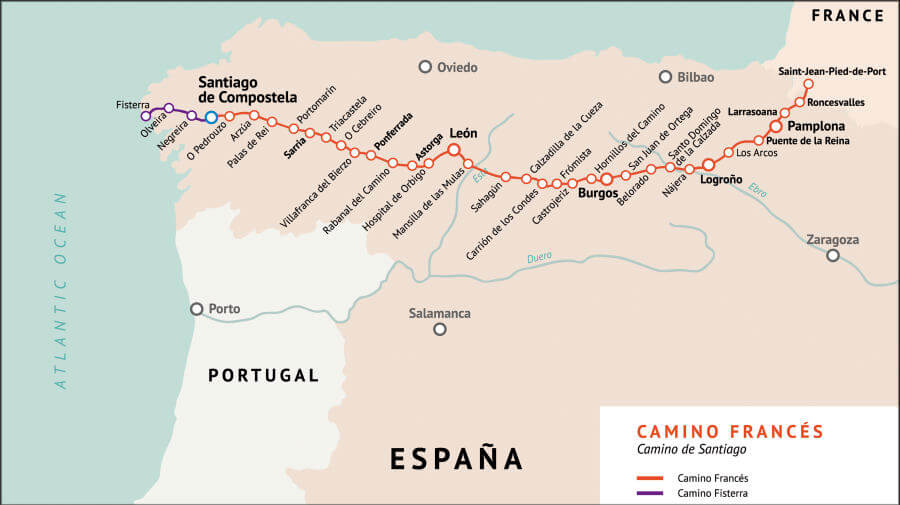 FRANCE
Saint-Jean-Pied-de-Port
Roncesvalles
Larrasoana
Pamplona
Puente de la Reina
Los Arcos
Logroño
Nájera
Santo Domingo
de la Calzada
Belorado
San Juan de Ortega
Burgos
Hornillos del Camino
Castrojeriz
Frómista
Carrión de los Condes
Calzadilla de la Cueza
Sahagún
Mansilla de las Mulas
León
Hospital de Orbigo
Astorga
Rabanal del Camino
Ponferrada
Villafranca del Bierzo
O Cebreiro
Triacastela
Sarria
Portomarín
Palas de Rei
Arzúa
O Pedrouzo
Santiago
de Compostela
Negreira
Olveira
Fisterra
Oviedo
Bilbao
Zaragoza
Salamanca
Porto
Esla
Duero
Ebro
ATLANTIC OCEAN
PORTUGAL
ESPAÑA
CAMINO FRANCÉS
Camino de Santiago
Camino Francés
Camino Fisterra